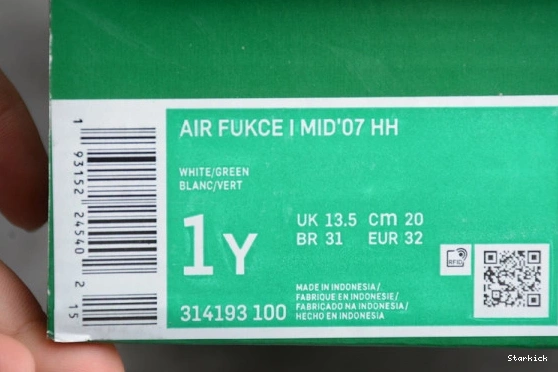 AIR FUKCE I MID'07 HH
WHITE/GREEN
BLANC/VERT
1Y
UK 13.5 cm 20
BR 31 EUR 32
MADE IN INDONESIA/
FABRIQUE EN INDONESIE/
FABRICADO NA INDONESIA/
HECHO EN INDONESIA
314193 100
RFID
1 93152 24540 2 15
Starkick